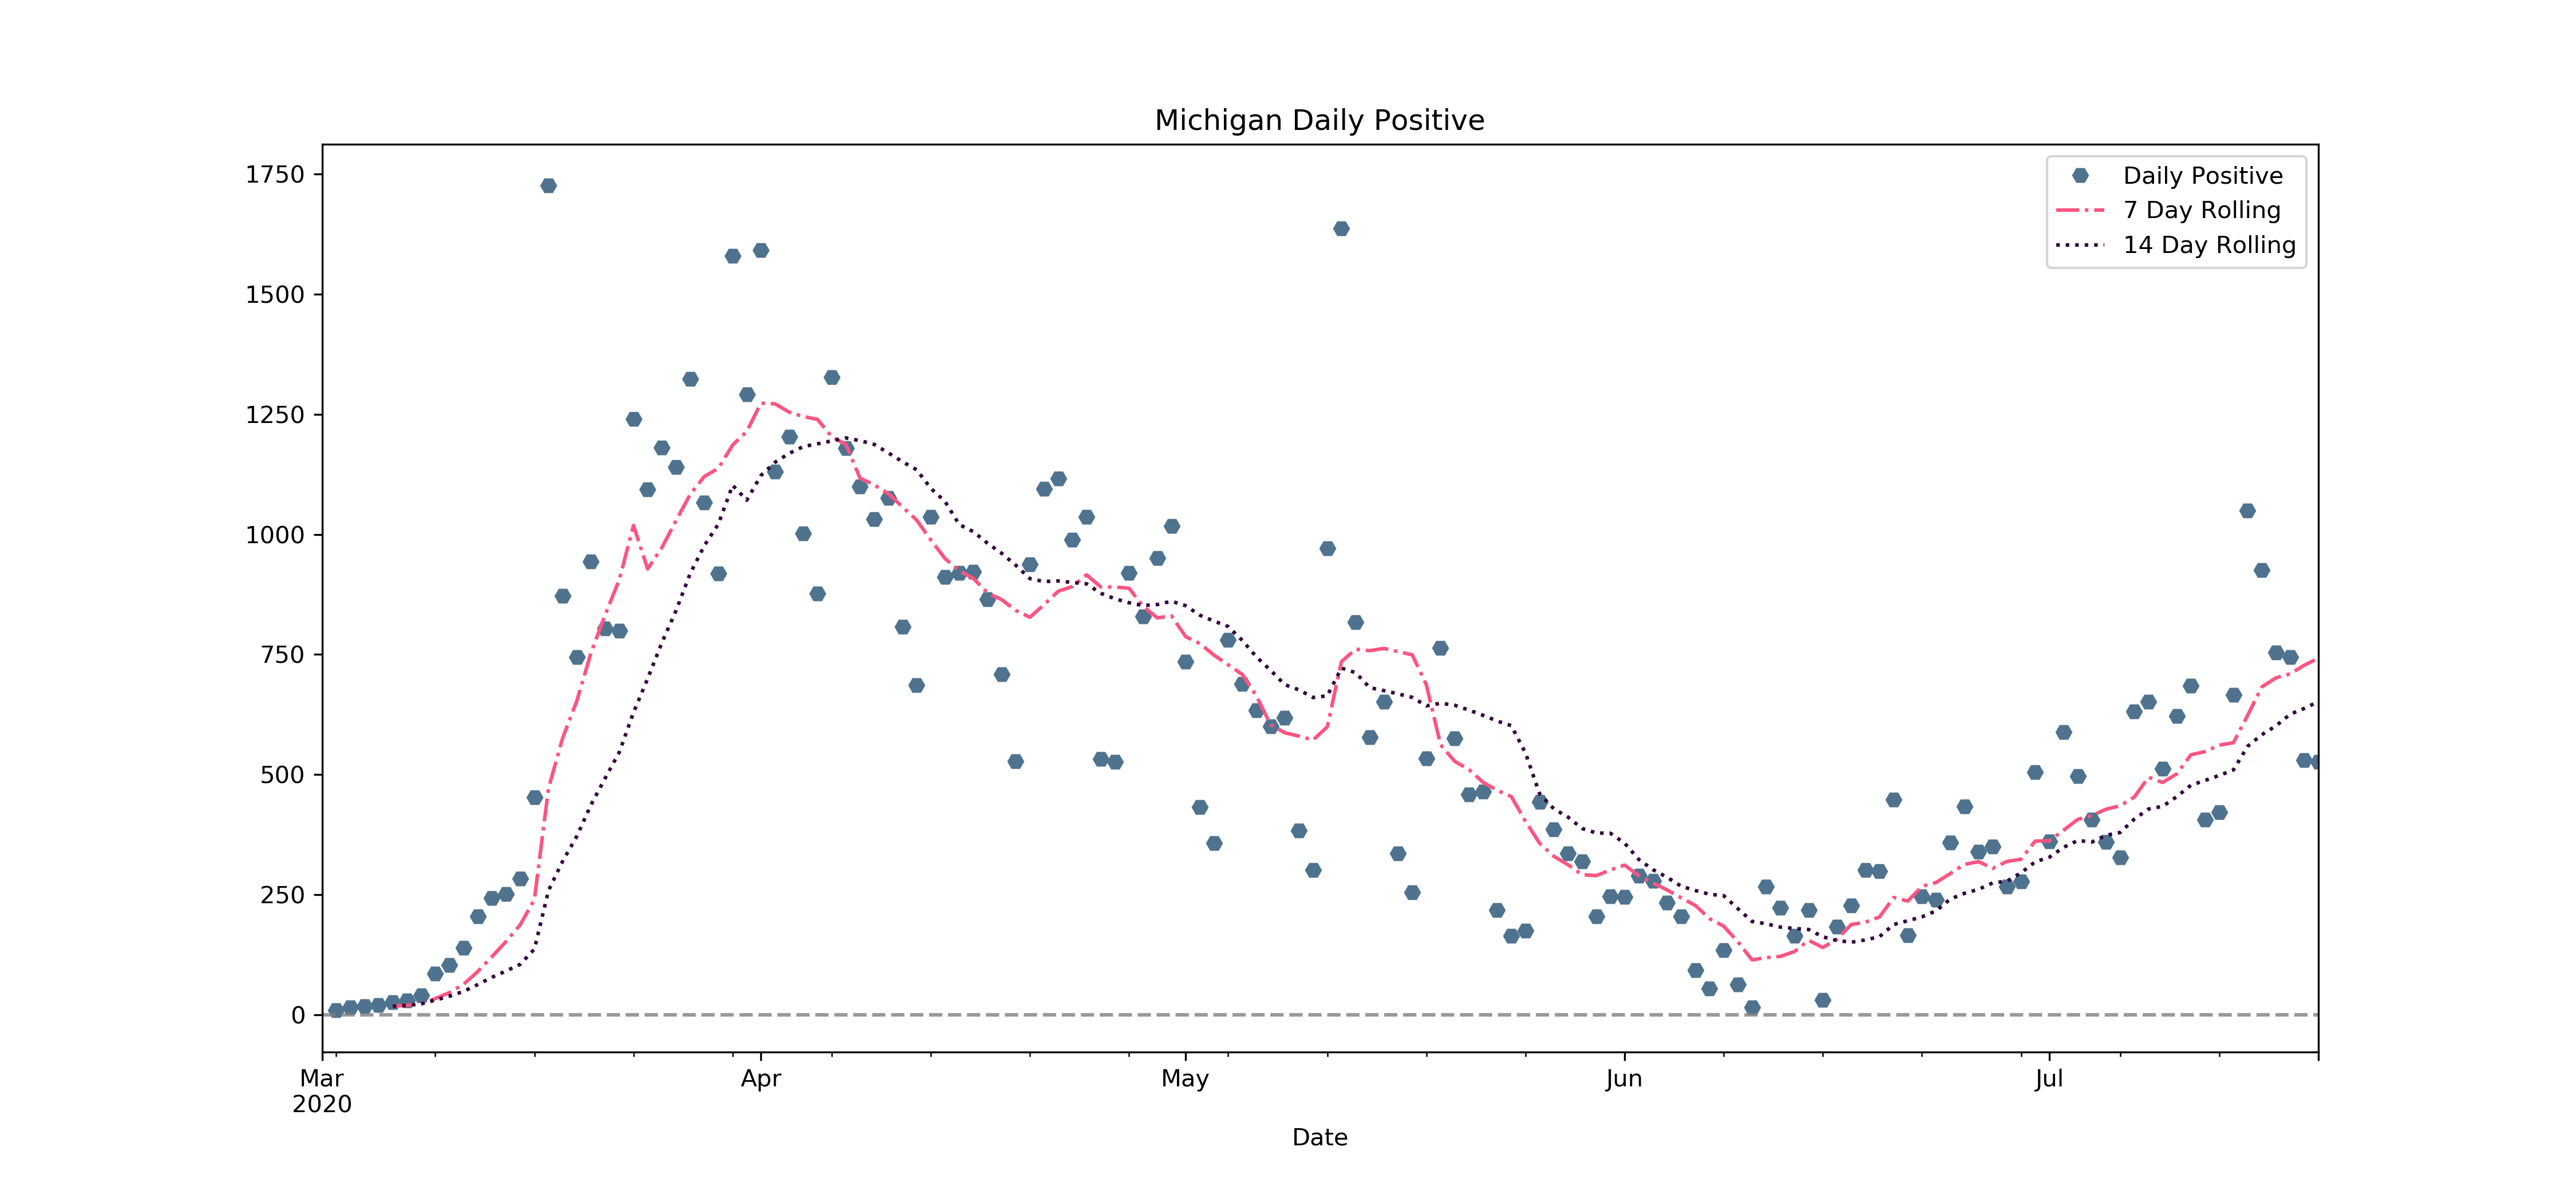 Michigan Daily Positive
1750
1500
1250
1000
750
500
250
0
Daily Positive
7 Day Rolling
14 Day Rolling
Mar
2020
Apr
May
Jun
Jul
Date